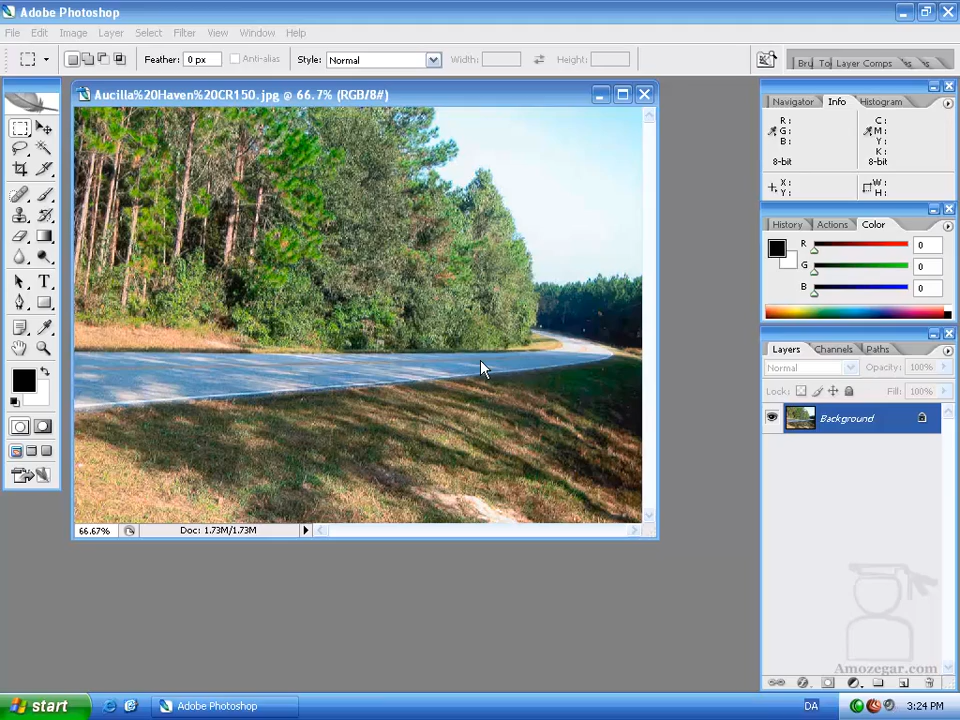 Adobe Photoshop
File Edit Image Layer Select Filter View Window Help
Feather: 0 px Anti-alias Style: Normal Width: Height:
Bru To Layer Comps
Aucilla%20Haven%20CR150.jpg @ 66.7% (RGB/8#)
Navigator Info Histogram
R: C:
G: M:
B: Y:
K:
8-bit 8-bit
X: W:
Y: H:
History Actions Color
R 0
G 0
B 0
T
Layers Channels Paths
Normal Opacity: 100%
Lock: Fill: 100%
Background
66.67% Doc: 1.73M/1.73M
Amozegar.com
start Adobe Photoshop DA 3:24 PM